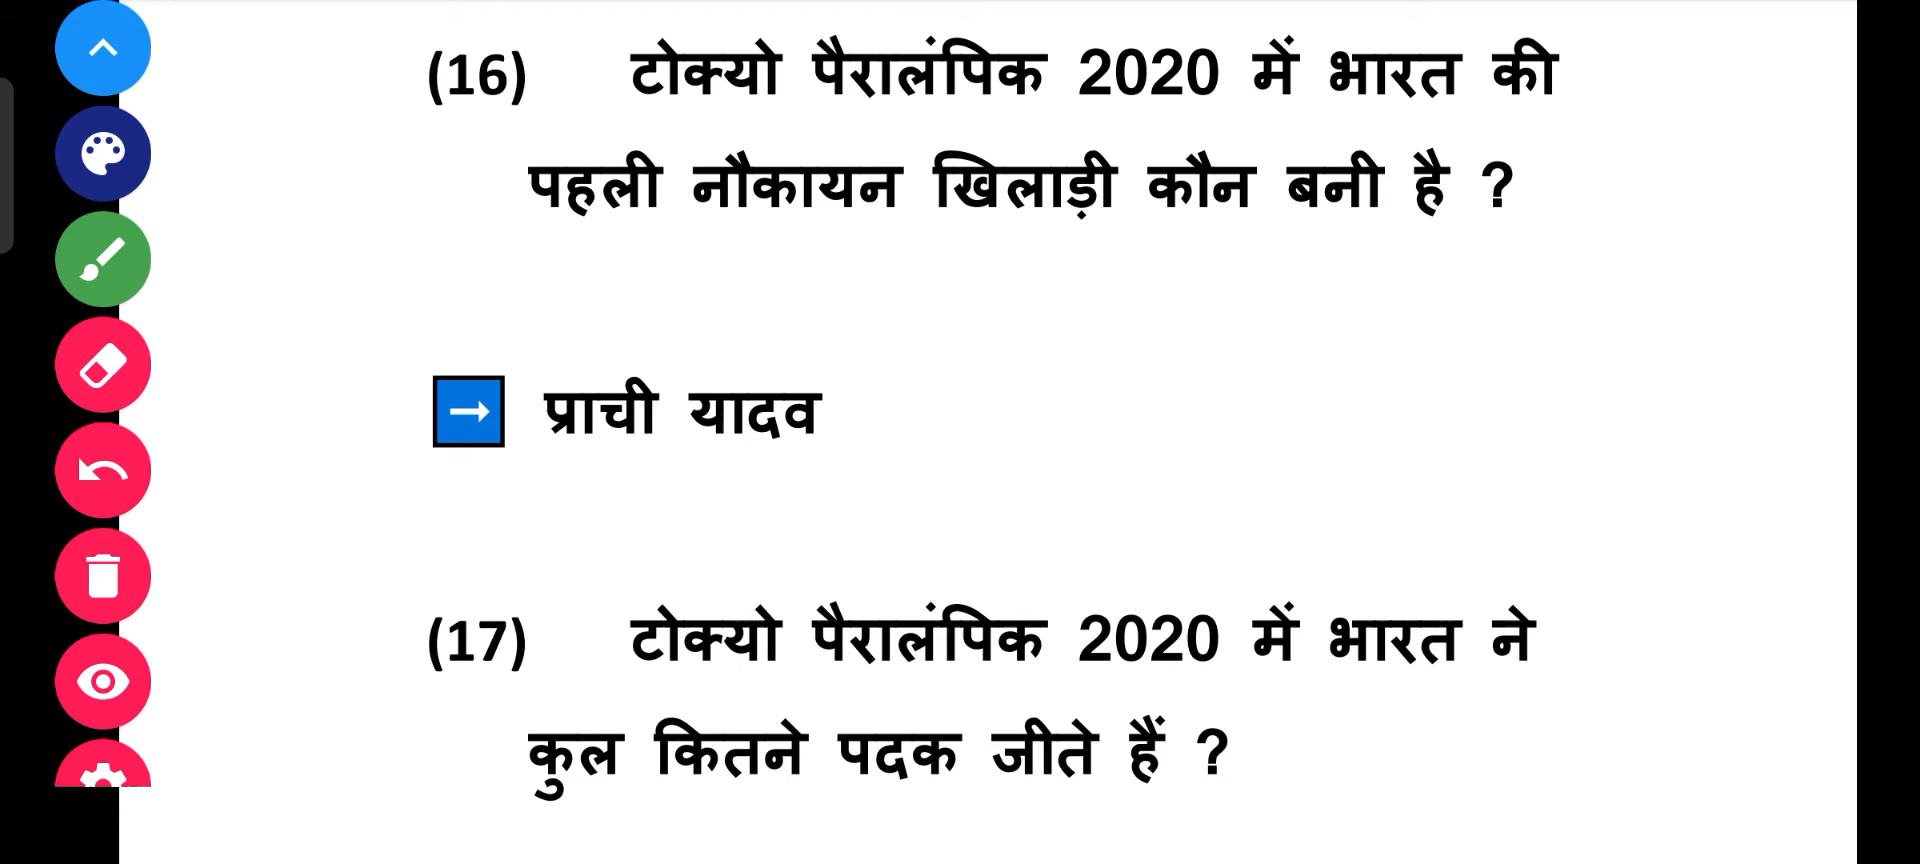 (16) टोक्यो पैरालंपिक 2020 में भारत की
पहली नौकायन खिलाड़ी कौन बनी है ?
→ प्राची यादव
(17) टोक्यो पैरालंपिक 2020 में भारत ने
कुल कितने पदक जीते हैं ?